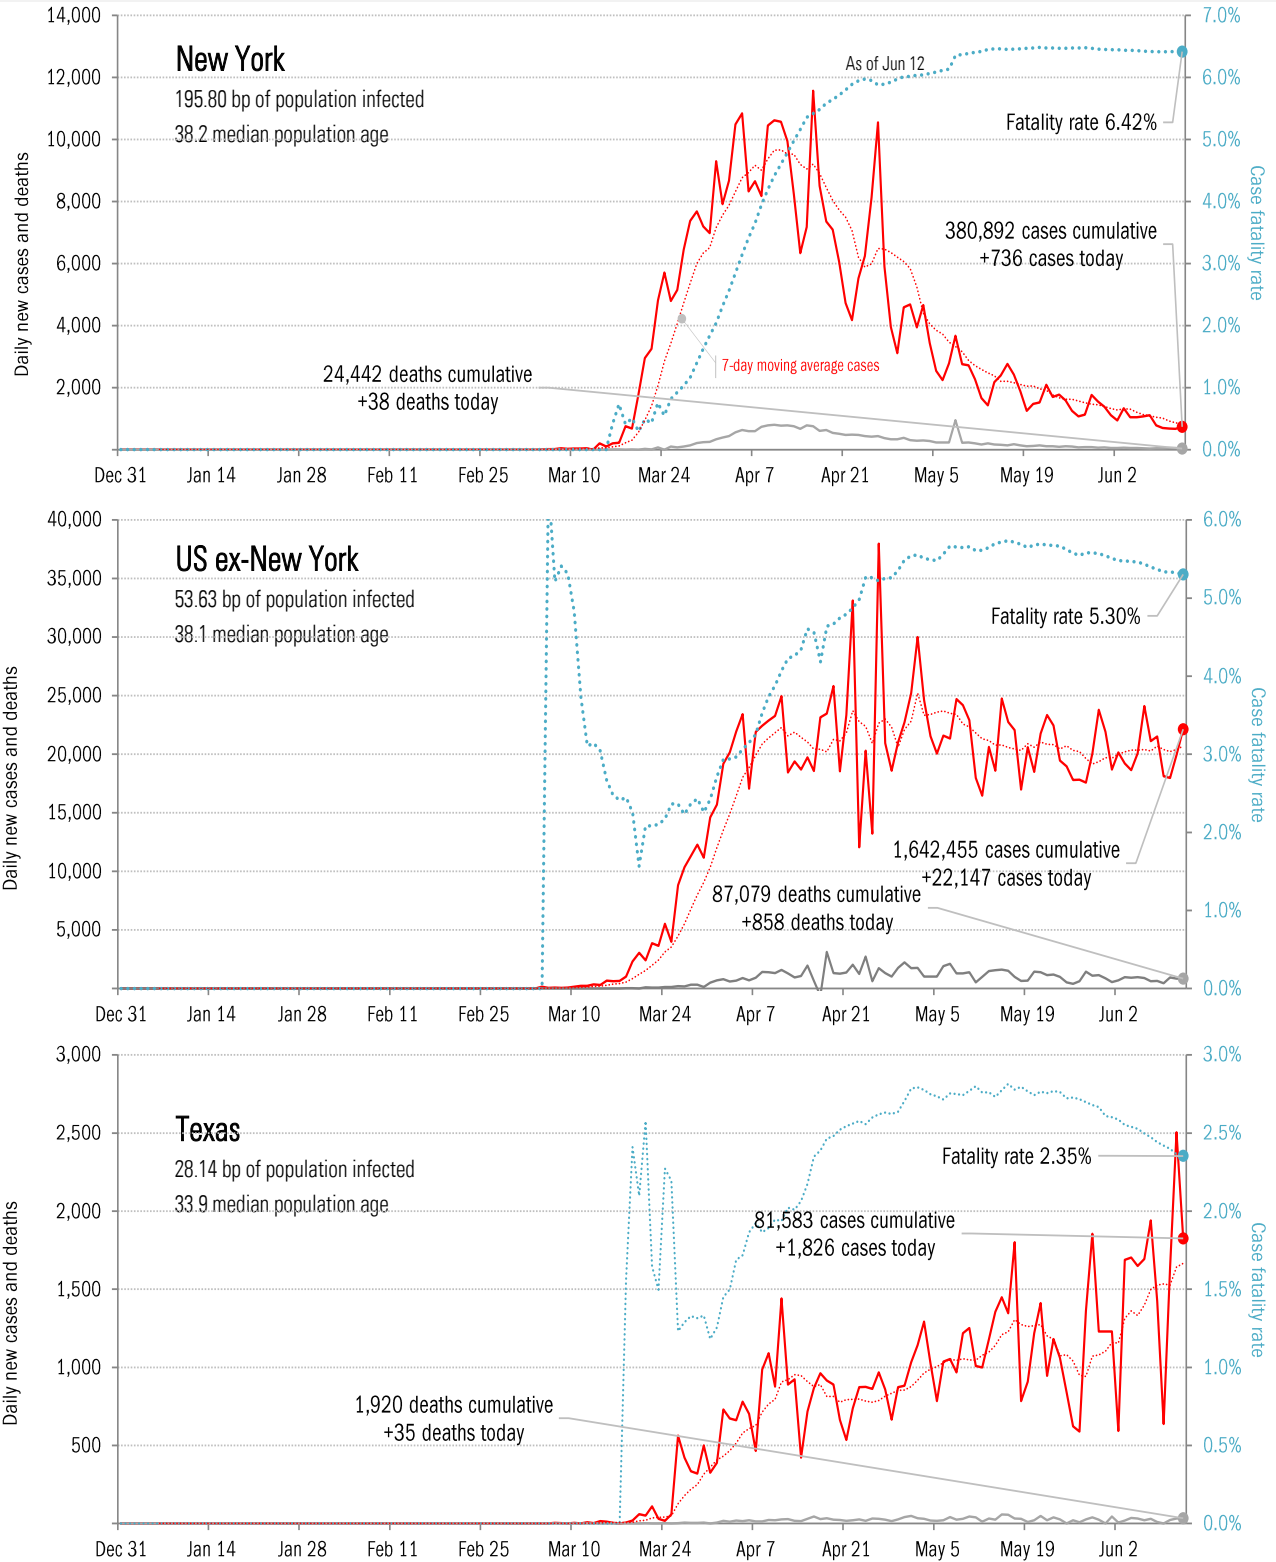 14,000
12,000
10,000
8,000
6,000
4,000
2,000
7.0%
6.0%
5.0%
4.0%
3.0%
2.0%
1.0%
0.0%
Daily new cases and deaths
Case fatality rate
New York
195.80 bp of population infected
38.2 median population age
As of Jun 12
Fatality rate 6.42%
380,892 cases cumulative
+736 cases today
7-day moving average cases
24,442 deaths cumulative
+38 deaths today
Dec 31 Jan 14 Jan 28 Feb 11 Feb 25 Mar 10 Mar 24 Apr 7 Apr 21 May 5 May 19 Jun 2
40,000
35,000
30,000
25,000
20,000
15,000
10,000
5,000
6.0%
5.0%
4.0%
3.0%
2.0%
1.0%
0.0%
Daily new cases and deaths
Case fatality rate
US ex-New York
53.63 bp of population infected
38.1 median population age
Fatality rate 5.30%
1,642,455 cases cumulative
+22,147 cases today
87,079 deaths cumulative
+858 deaths today
Dec 31 Jan 14 Jan 28 Feb 11 Feb 25 Mar 10 Mar 24 Apr 7 Apr 21 May 5 May 19 Jun 2
3,000
2,500
2,000
1,500
1,000
500
3.0%
2.5%
2.0%
1.5%
1.0%
0.5%
0.0%
Daily new cases and deaths
Case fatality rate
Texas
28.14 bp of population infected
33.9 median population age
Fatality rate 2.35%
81,583 cases cumulative
+1,826 cases today
1,920 deaths cumulative
+35 deaths today
Dec 31 Jan 14 Jan 28 Feb 11 Feb 25 Mar 10 Mar 24 Apr 7 Apr 21 May 5 May 19 Jun 2